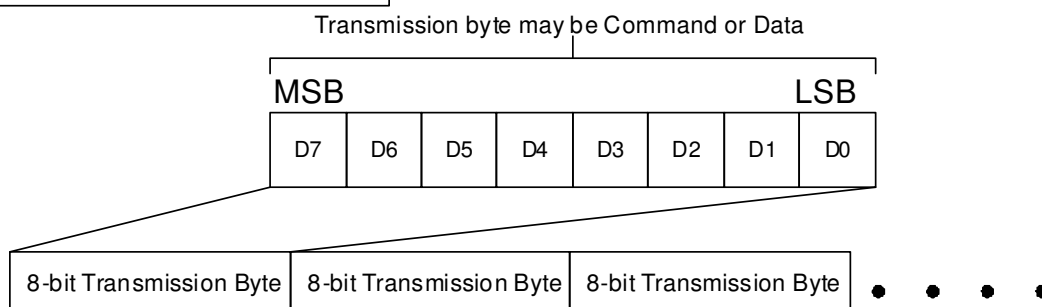 Transmission byte may be Command or Data
MSB LSB
D7 D6 D5 D4 D3 D2 D1 D0
8-bit Transmission Byte 8-bit Transmission Byte 8-bit Transmission Byte